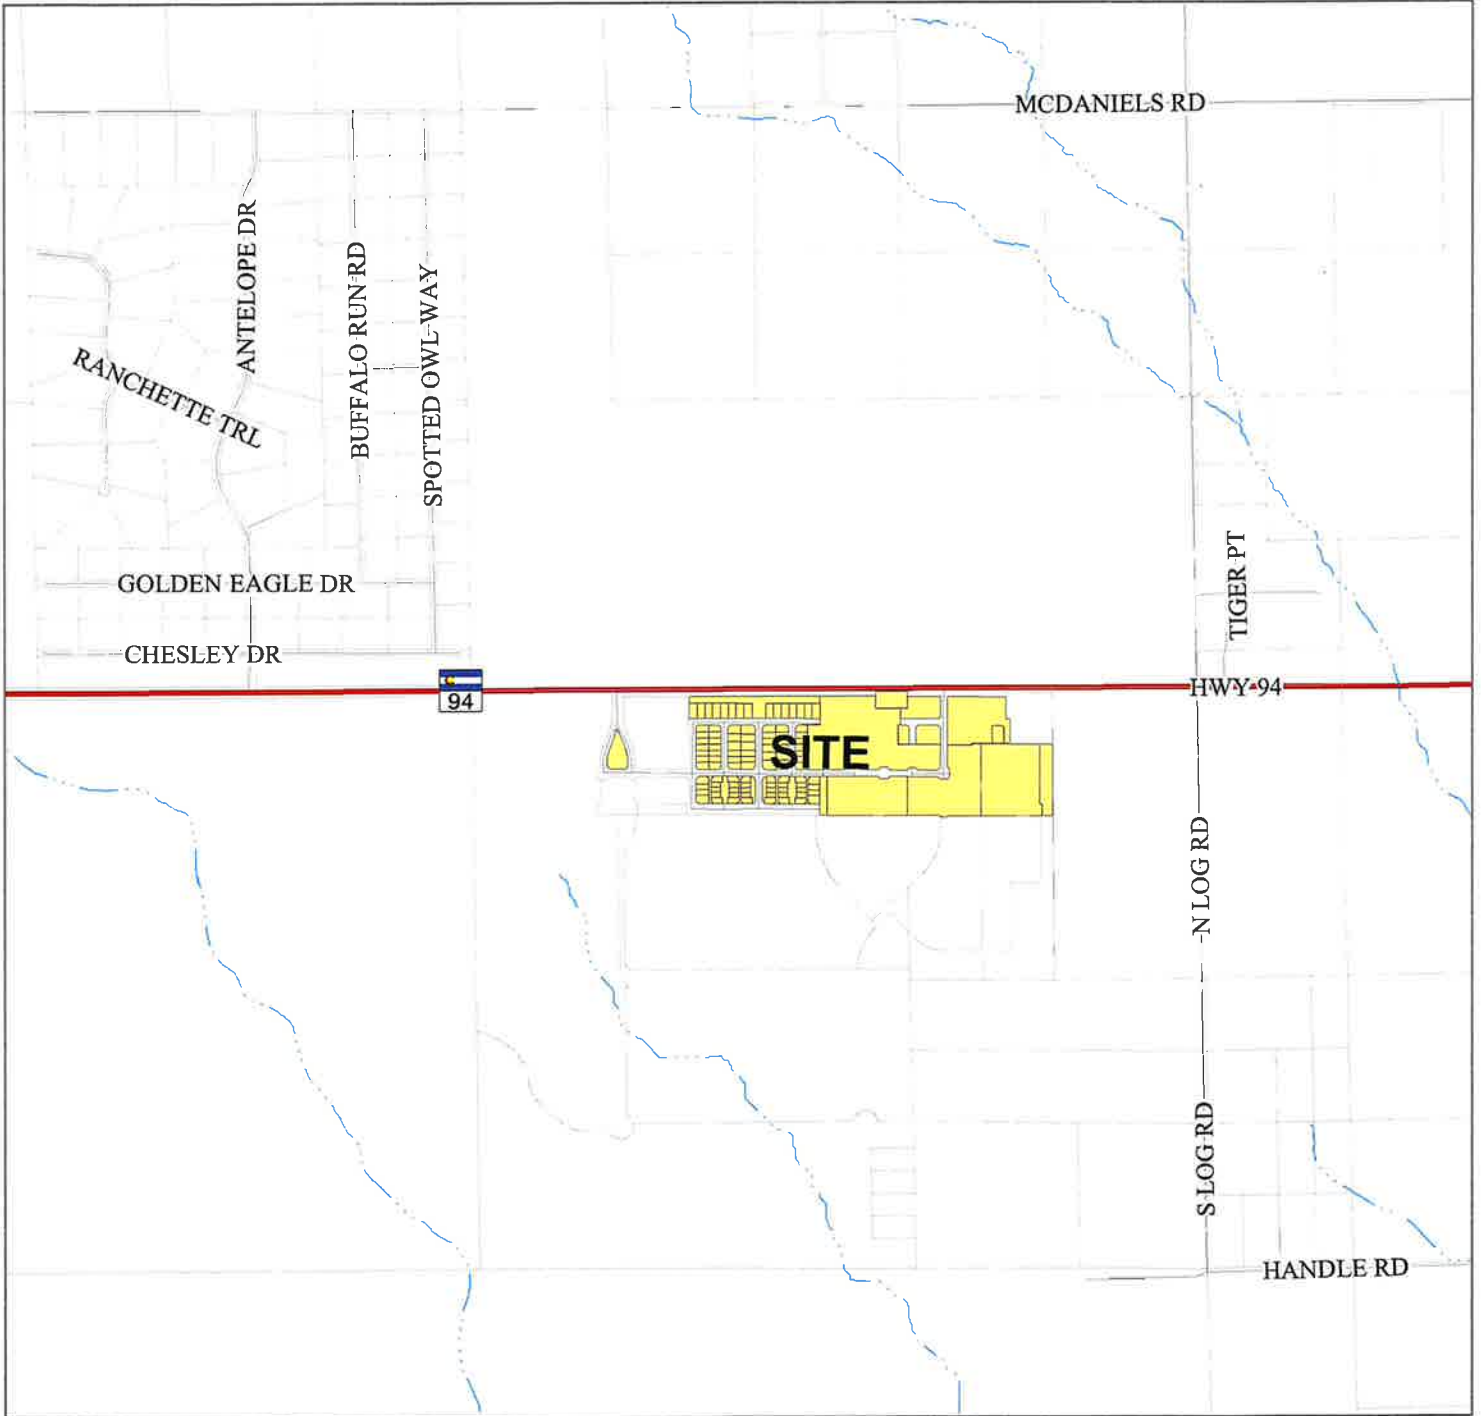 MCDANIELS RD
ANTELOPE DR
BUFFALO RUN RD
SPOTTED OWL WAY
RANCHETTE TRL
TIGER PT
GOLDEN EAGLE DR
CHESLEY DR
94
HWY 94
SITE
N LOG RD
S LOG RD
HANDLE RD